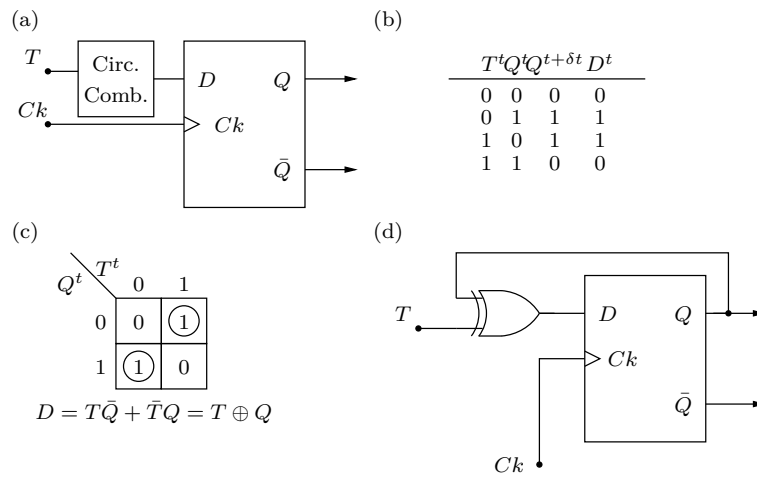 (a)
T
Circ.
Comb.
D
Q
Ck
Ck
Q̄
(b)
T^t Q^t Q^{t+δt} D^t
0 0 0 0
0 1 1 1
1 0 1 1
1 1 0 0
(c)
Q^t T^t
0 1
0 0 1
1 1 0
D = TQ̄ + T̄Q = T ⊕ Q
(d)
T
D
Q
Ck
Q̄
Ck